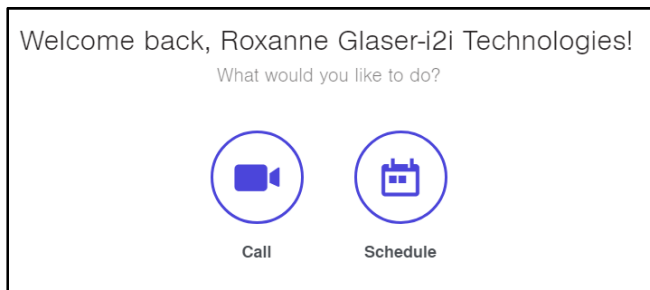 Welcome back, Roxanne Glaser-i2i Technologies!
What would you like to do?
Call
Schedule